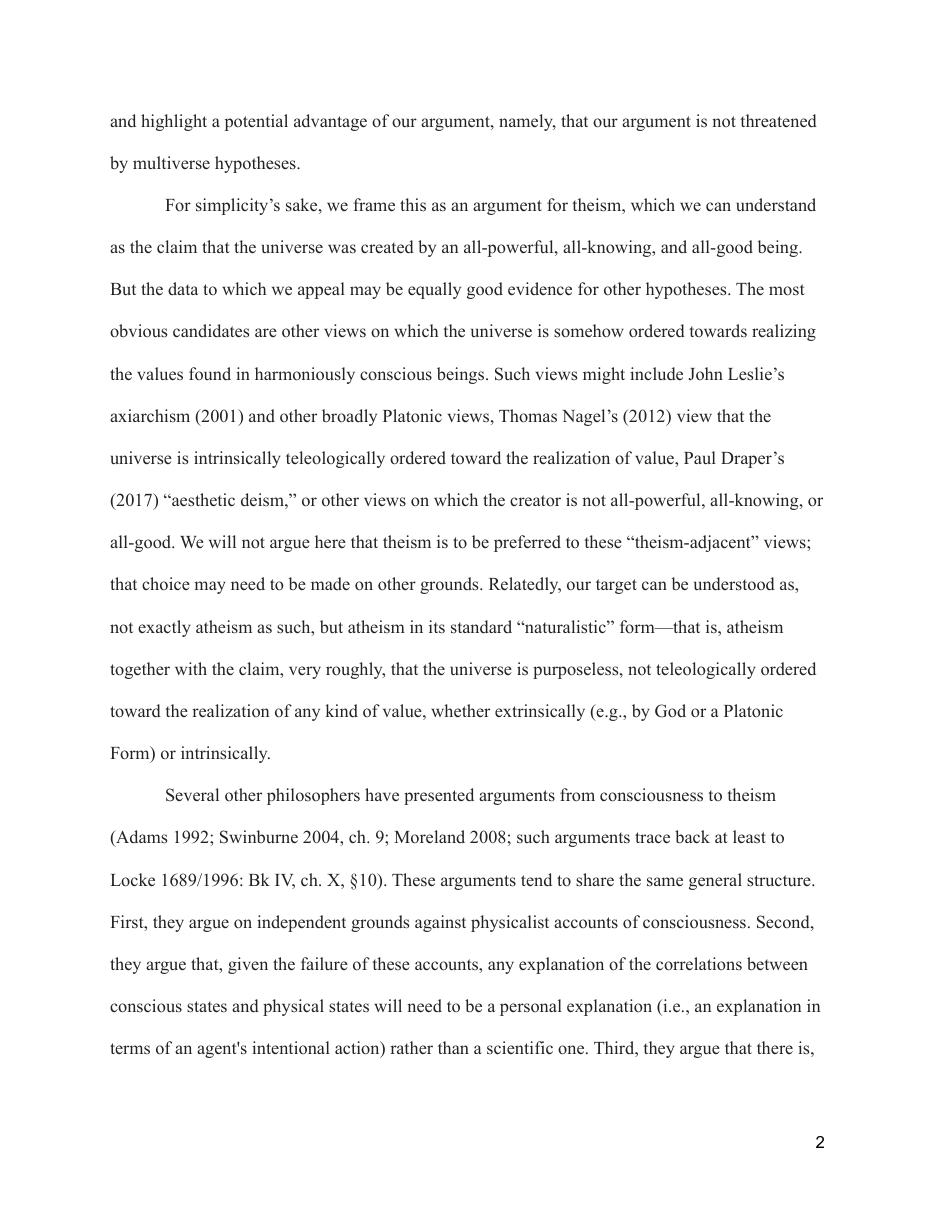 and highlight a potential advantage of our argument, namely, that our argument is not threatened
by multiverse hypotheses.
For simplicity’s sake, we frame this as an argument for theism, which we can understand
as the claim that the universe was created by an all-powerful, all-knowing, and all-good being.
But the data to which we appeal may be equally good evidence for other hypotheses. The most
obvious candidates are other views on which the universe is somehow ordered towards realizing
the values found in harmoniously conscious beings. Such views might include John Leslie’s
axiarchism (2001) and other broadly Platonic views, Thomas Nagel’s (2012) view that the
universe is intrinsically teleologically ordered toward the realization of value, Paul Draper’s
(2017) “aesthetic deism,” or other views on which the creator is not all-powerful, all-knowing, or
all-good. We will not argue here that theism is to be preferred to these “theism-adjacent” views;
that choice may need to be made on other grounds. Relatedly, our target can be understood as,
not exactly atheism as such, but atheism in its standard “naturalistic” form—that is, atheism
together with the claim, very roughly, that the universe is purposeless, not teleologically ordered
toward the realization of any kind of value, whether extrinsically (e.g., by God or a Platonic
Form) or intrinsically.
Several other philosophers have presented arguments from consciousness to theism
(Adams 1992; Swinburne 2004, ch. 9; Moreland 2008; such arguments trace back at least to
Locke 1689/1996: Bk IV, ch. X, §10). These arguments tend to share the same general structure.
First, they argue on independent grounds against physicalist accounts of consciousness. Second,
they argue that, given the failure of these accounts, any explanation of the correlations between
conscious states and physical states will need to be a personal explanation (i.e., an explanation in
terms of an agent's intentional action) rather than a scientific one. Third, they argue that there is,
2